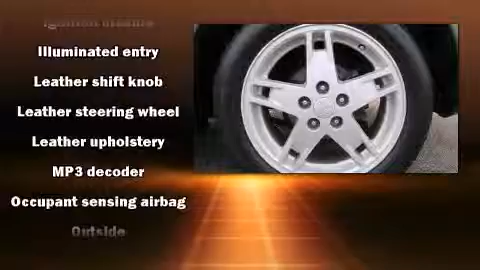 Illuminated entry
Leather shift knob
Leather steering wheel
Leather upholstery
MP3 decoder
Occupant sensing airbag
Outside